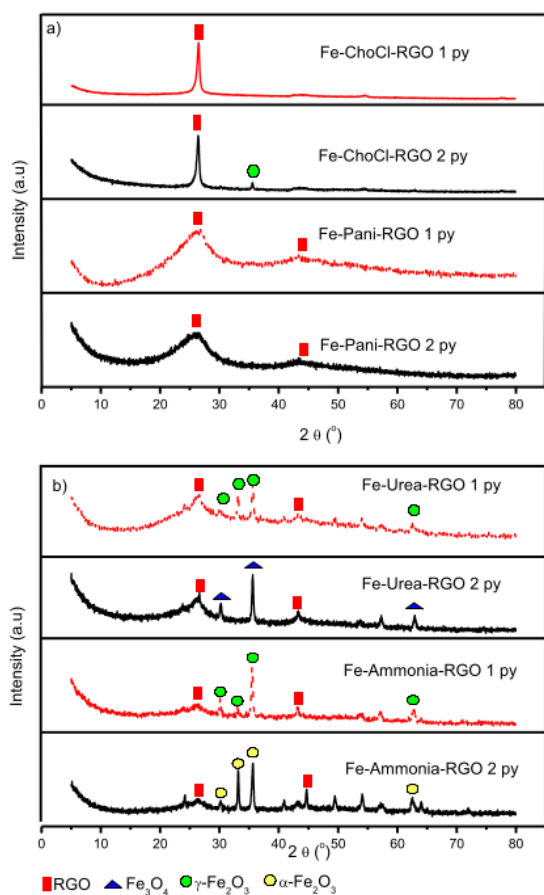 a)
Fe-ChoCl-RGO 1 py
Fe-ChoCl-RGO 2 py
Fe-Pani-RGO 1 py
Fe-Pani-RGO 2 py
Intensity (a.u)
0 10 20 30 40 50 60 70 80
2 θ (°)
b)
Fe-Urea-RGO 1 py
Fe-Urea-RGO 2 py
Fe-Ammonia-RGO 1 py
Fe-Ammonia-RGO 2 py
Intensity (a.u)
0 10 20 30 40 50 60 70 80
2 θ (°)
RGO Fe₃O₄ γ-Fe₂O₃ α-Fe₂O₃